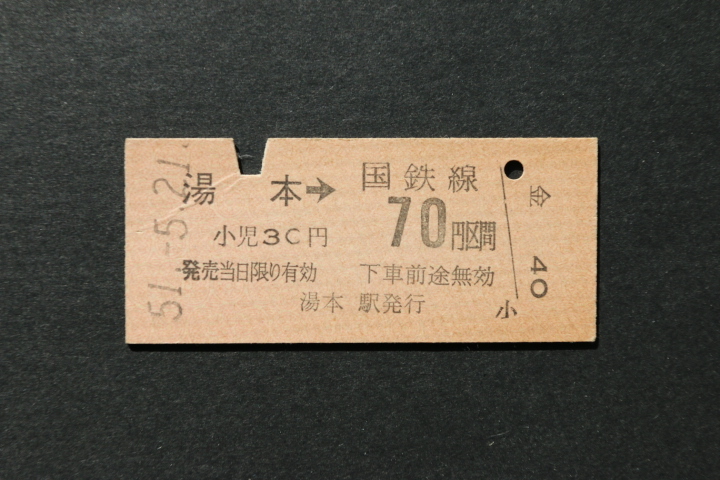 51.-5.21.
湯本→ 国鉄線
70円区間
小児30円
発売当日限り有効 下車前途無効
湯本 駅発行
小
金 40